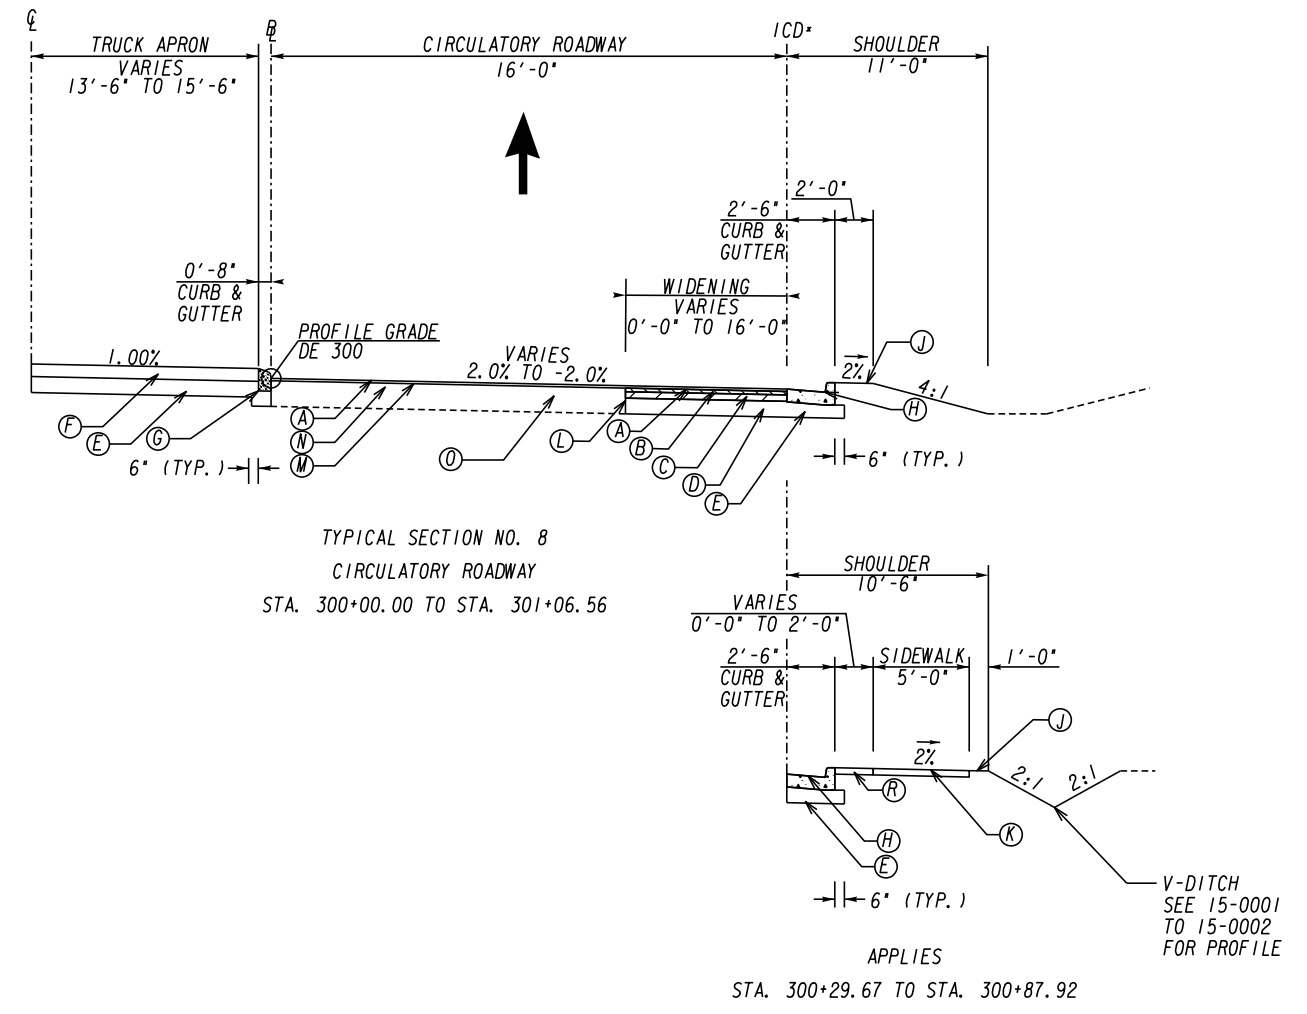 CL
BL
ICD*
TRUCK APRON
VARIES
13'-6" TO 15'-6"
CIRCULATORY ROADWAY
16'-0"
SHOULDER
11'-0"
2'-0"
2'-6"
CURB &
GUTTER
0'-8"
CURB &
GUTTER
WIDENING
VARIES
0'-0" TO 16'-0"
PROFILE GRADE
DE 300
1.00%
VARIES
2.0% TO -2.0%
2%
J
4:1
H
F
E
G
A
N
M
O
L
A
B
C
D
E
6" (TYP.)
6" (TYP.)
TYPICAL SECTION NO. 8
CIRCULATORY ROADWAY
STA. 300+00.00 TO STA. 301+06.56
SHOULDER
10'-6"
VARIES
0'-0" TO 2'-0"
2'-6"
CURB &
GUTTER
SIDEWALK
5'-0"
1'-0"
J
2%
2:1
2:1
R
K
H
E
6" (TYP.)
V-DITCH
SEE 15-0001
TO 15-0002
FOR PROFILE
APPLIES
STA. 300+29.67 TO STA. 300+87.92